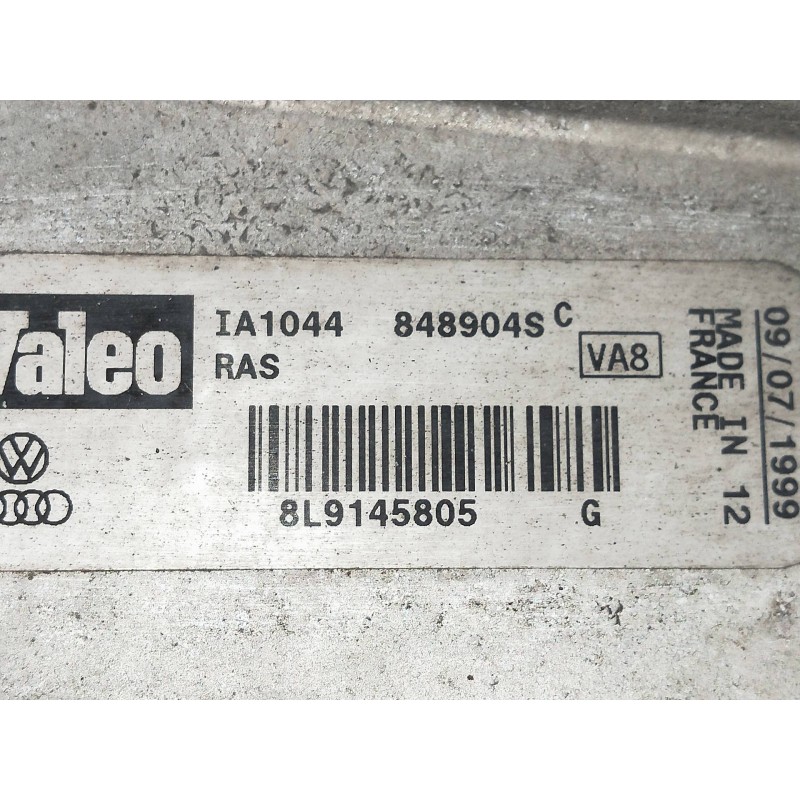 Valeo
IA1044 848904S C
RAS
VA8
8L9145805 G
MADE IN .12
FRANCE
09/07/1999